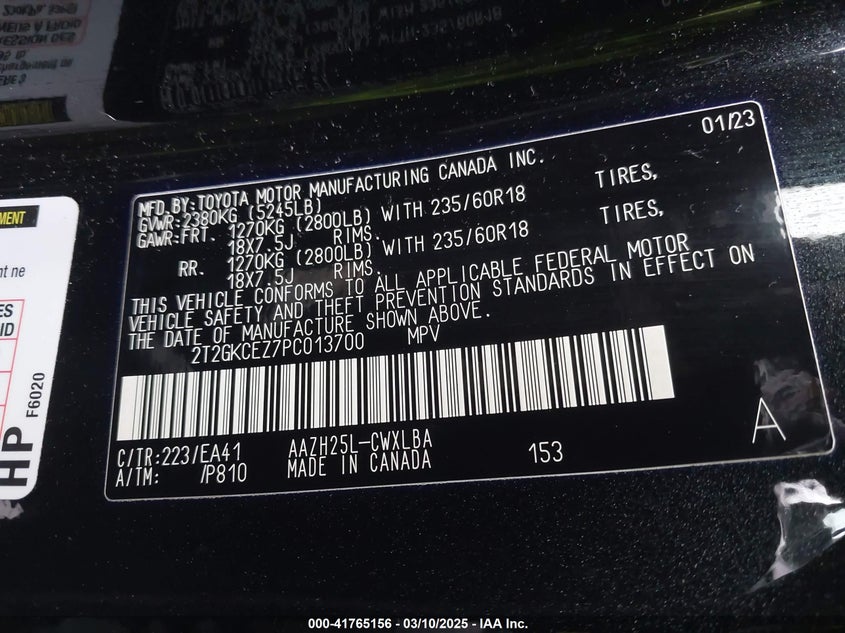 01/23
MFD.BY:TOYOTA MOTOR MANUFACTURING CANADA INC.
GVWR:2380KG (5245LB)
GAWR:FRT. 1270KG (2800LB) WITH 235/60R18 TIRES,
18X7.5J RIMS.
RR. 1270KG (2800LB) WITH 235/60R18 TIRES,
18X7.5J RIMS.
THIS VEHICLE CONFORMS TO ALL APPLICABLE FEDERAL MOTOR
VEHICLE SAFETY AND THEFT PREVENTION STANDARDS IN EFFECT ON
THE DATE OF MANUFACTURE SHOWN ABOVE.
2T2GKCEZ7PC013700 MPV
C/TR:223/EA41 AAZH25L-CWXLBA 153 A
A/TM: /P810 MADE IN CANADA
F6020
HP
000-41765156 - 03/10/2025 - IAA Inc.